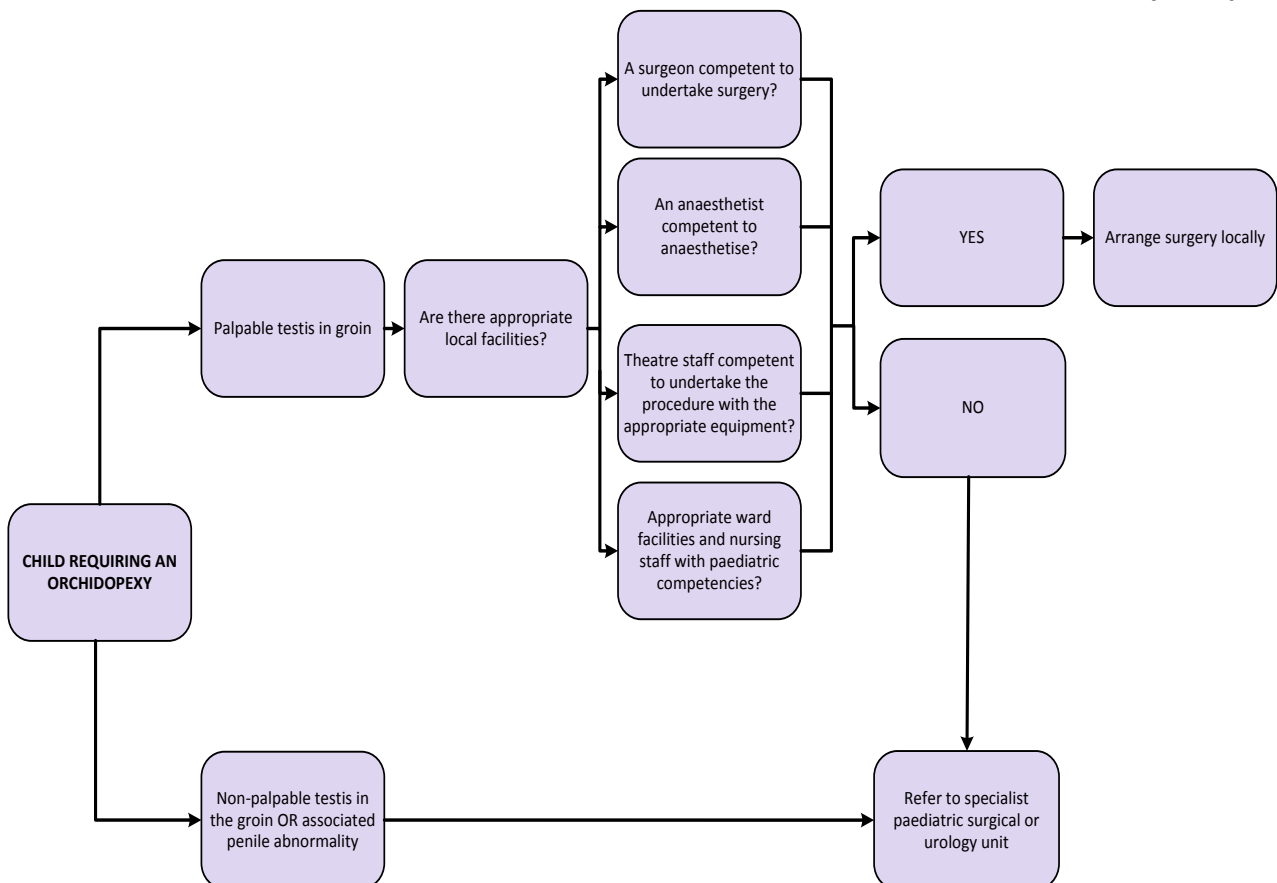 A surgeon competent to
undertake surgery?
An anaesthetist
competent to
anaesthetise?
YES
Arrange surgery locally
Palpable testis in groin
Are there appropriate
local facilities?
Theatre staff competent
to undertake the
procedure with the
appropriate equipment?
NO
Appropriate ward
facilities and nursing
staff with paediatric
competencies?
CHILD REQUIRING AN
ORCHIDOPEXY
Non-palpable testis in
the groin OR associated
penile abnormality
Refer to specialist
paediatric surgical or
urology unit